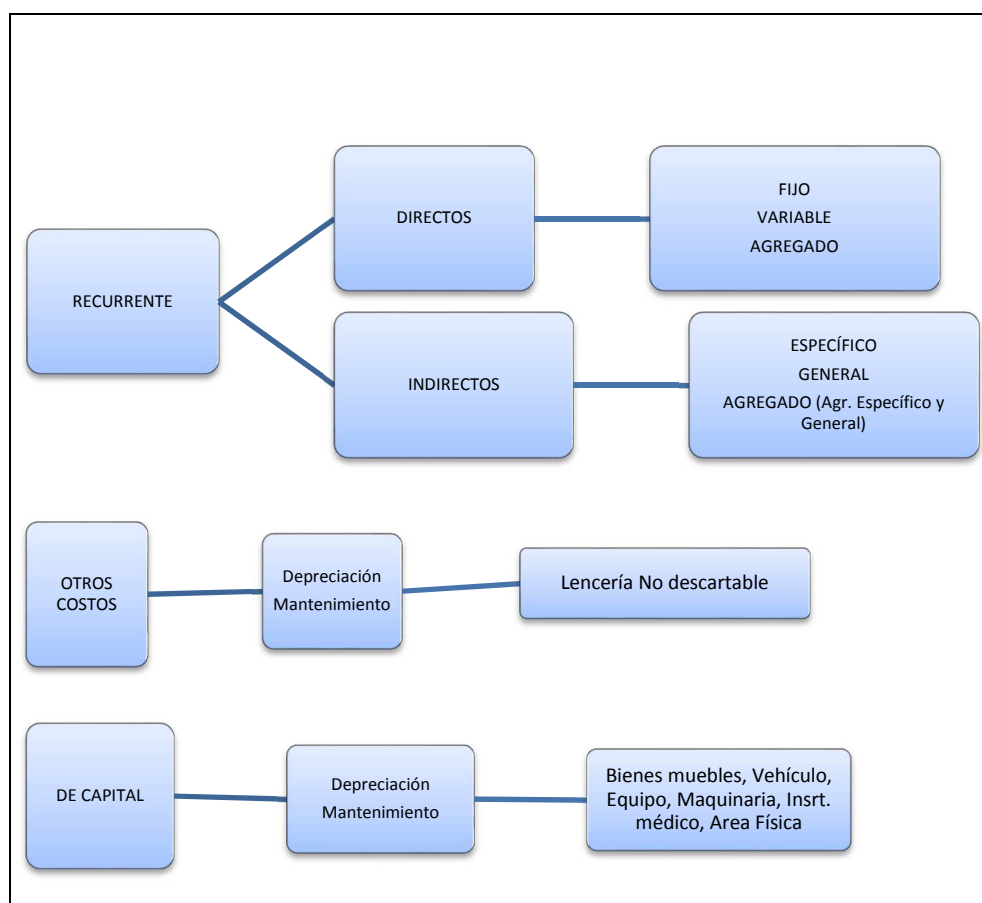 RECURRENTE
DIRECTOS
FIJO
VARIABLE
AGREGADO
INDIRECTOS
ESPECÍFICO
GENERAL
AGREGADO (Agr. Específico y
General)
OTROS
COSTOS
Depreciación
Mantenimiento
Lencería No descartable
DE CAPITAL
Depreciación
Mantenimiento
Bienes muebles, Vehículo,
Equipo, Maquinaria, Insrt.
médico, Area Física